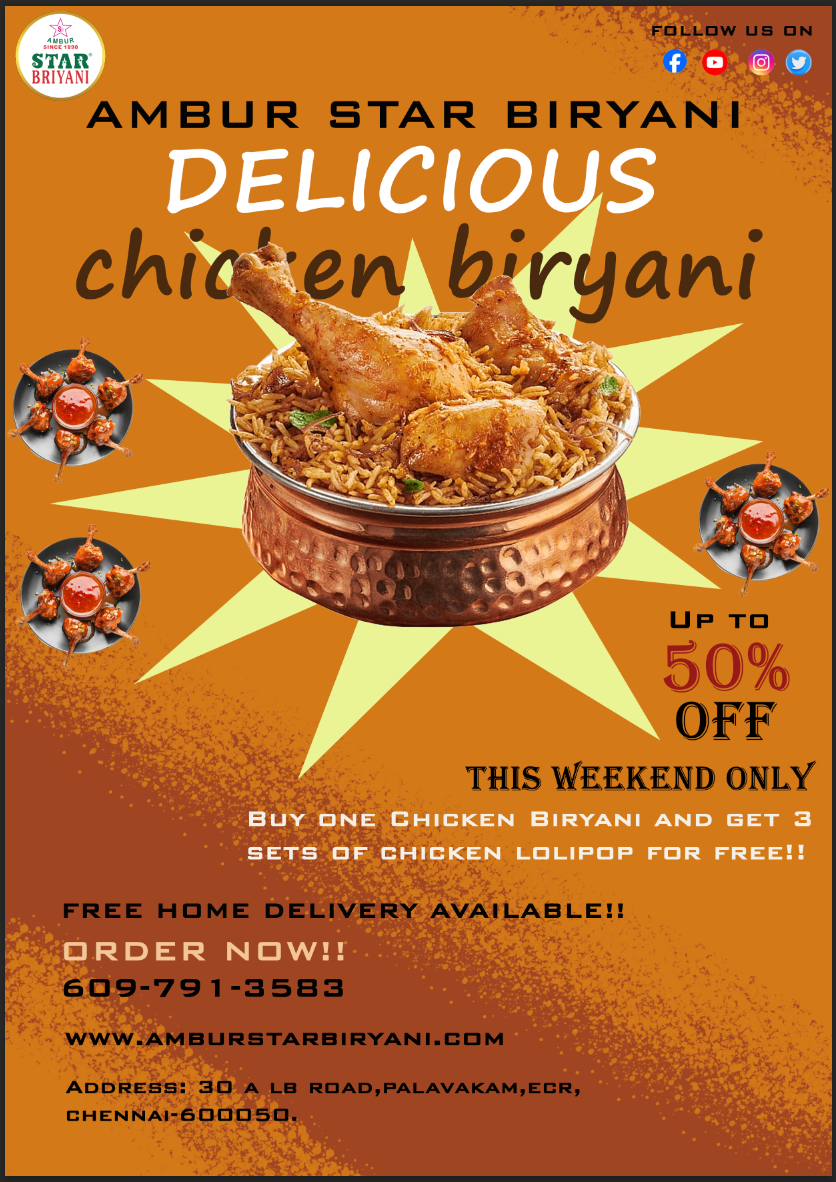 AMBUR
SINCE 1890
STAR
BRIYANI
FOLLOW US ON
AMBUR STAR BIRYANI
DELICIOUS
chicken biryani
UP TO
50%
OFF
THIS WEEKEND ONLY
BUY ONE CHICKEN BIRYANI AND GET 3
SETS OF CHICKEN LOLIPOP FOR FREE!!
FREE HOME DELIVERY AVAILABLE!!
ORDER NOW!!
609-791-3583
WWW.AMBURSTARBIRYANI.COM
ADDRESS: 30 A LB ROAD,PALAVAKAM,ECR,
CHENNAI-600050.